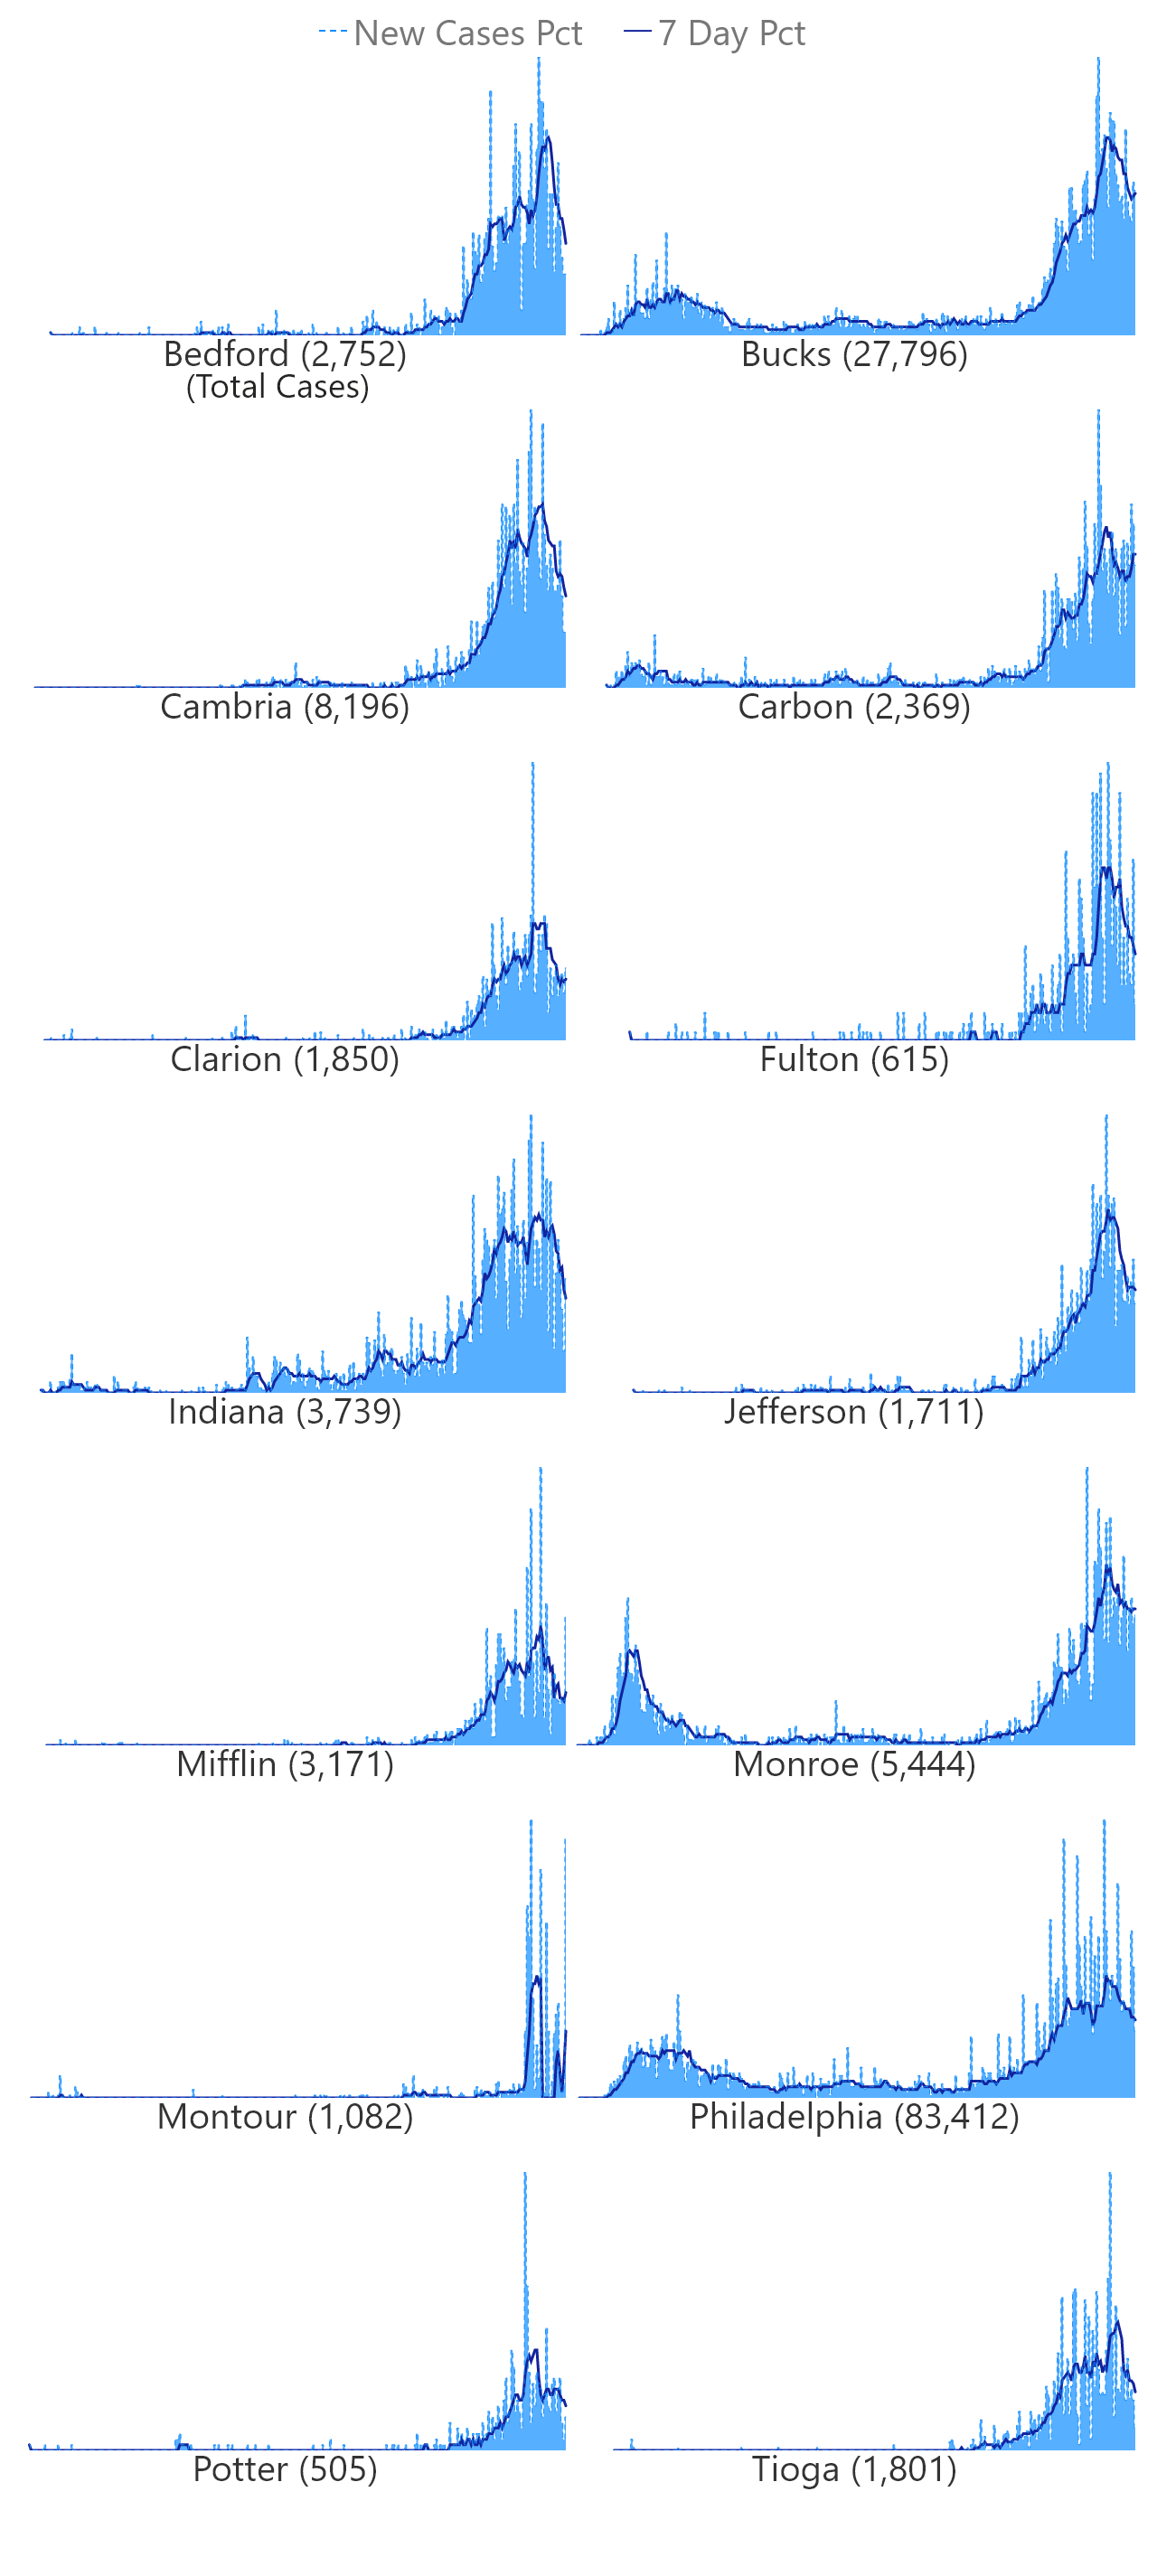 New Cases Pct 7 Day Pct
Bedford (2,752)
(Total Cases)
Bucks (27,796)
Cambria (8,196)
Carbon (2,369)
Clarion (1,850)
Fulton (615)
Indiana (3,739)
Jefferson (1,711)
Mifflin (3,171)
Monroe (5,444)
Montour (1,082)
Philadelphia (83,412)
Potter (505)
Tioga (1,801)